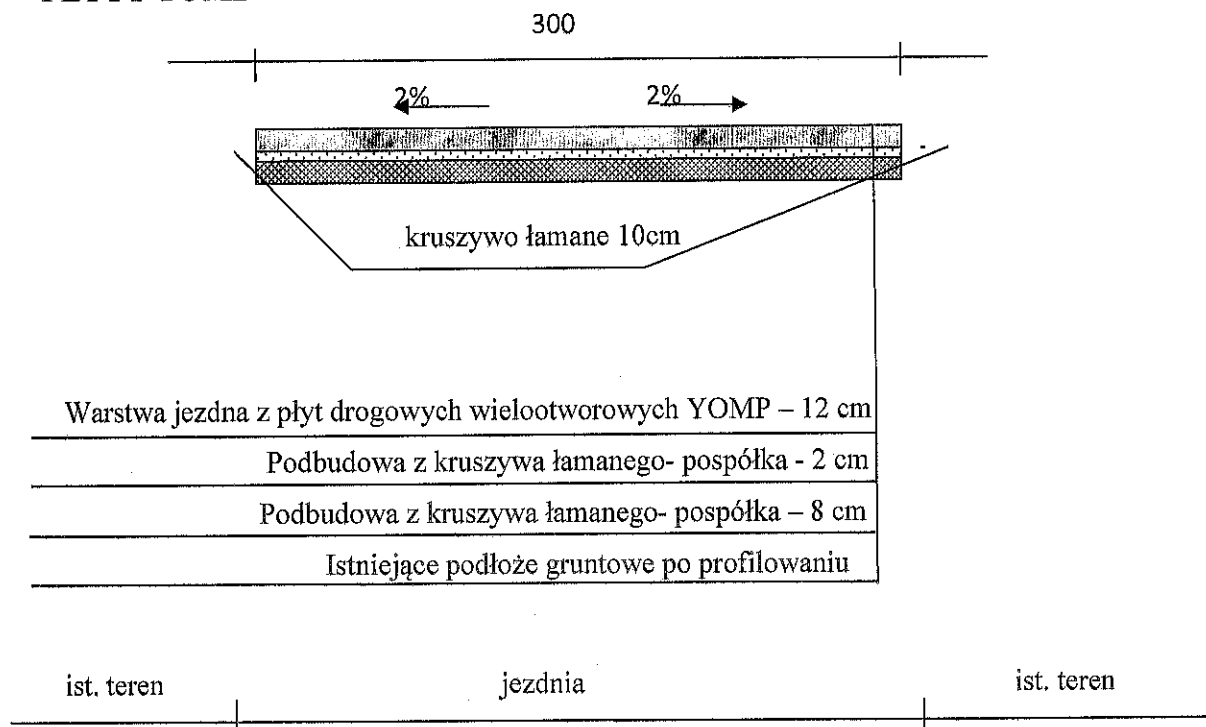 300
2% 2%
kruszywo łamane 10cm
Warstwa jezdna z płyt drogowych wielootworowych YOMP – 12 cm
Podbudowa z kruszywa łamanego- pospółka - 2 cm
Podbudowa z kruszywa łamanego- pospółka – 8 cm
Istniejące podłoże gruntowe po profilowaniu
ist. teren jezdnia ist. teren